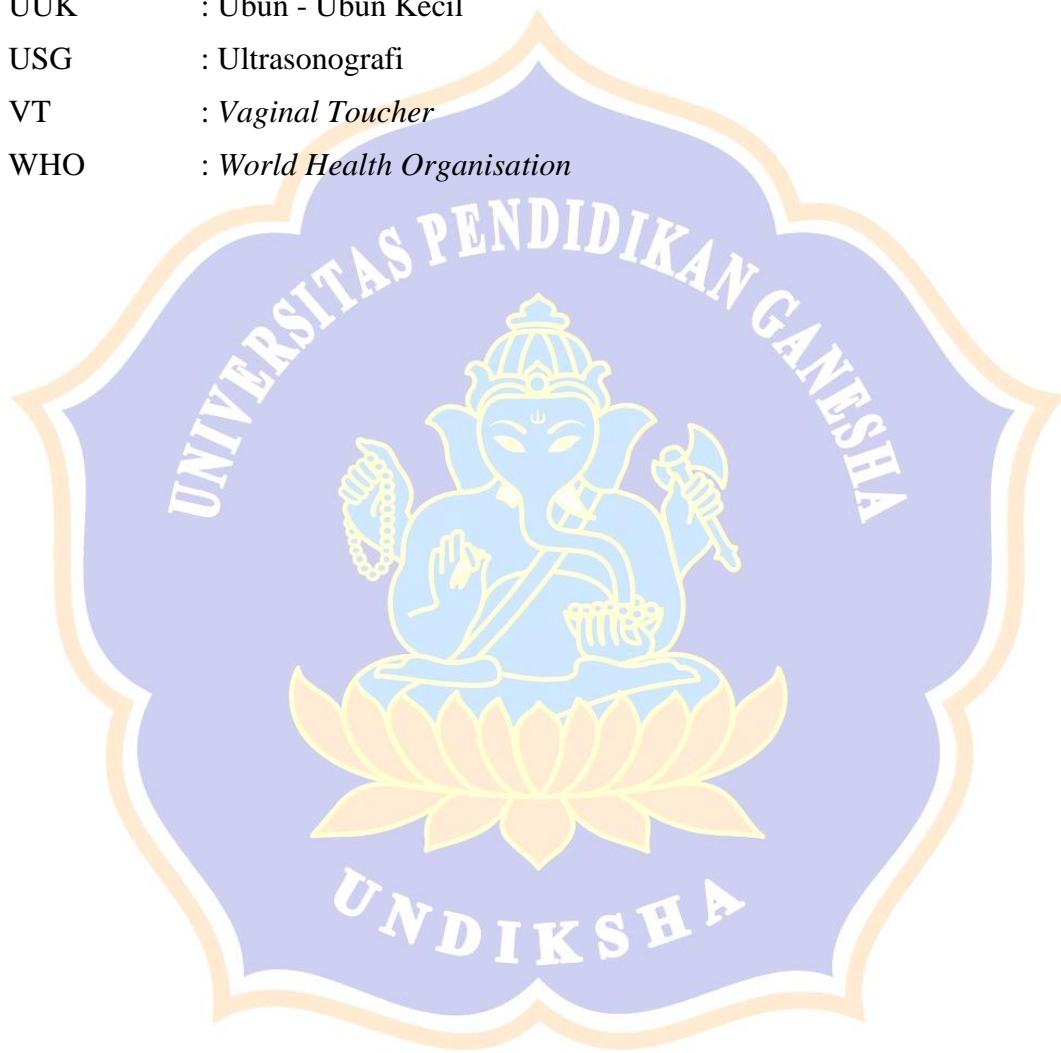 UUK : Ubun - Ubun Kecil
USG : Ultrasonografi
VT : Vaginal Toucher
WHO : World Health Organisation
UNIVERSITAS PENDIDIKAN GANESHA
UNDIKSHA